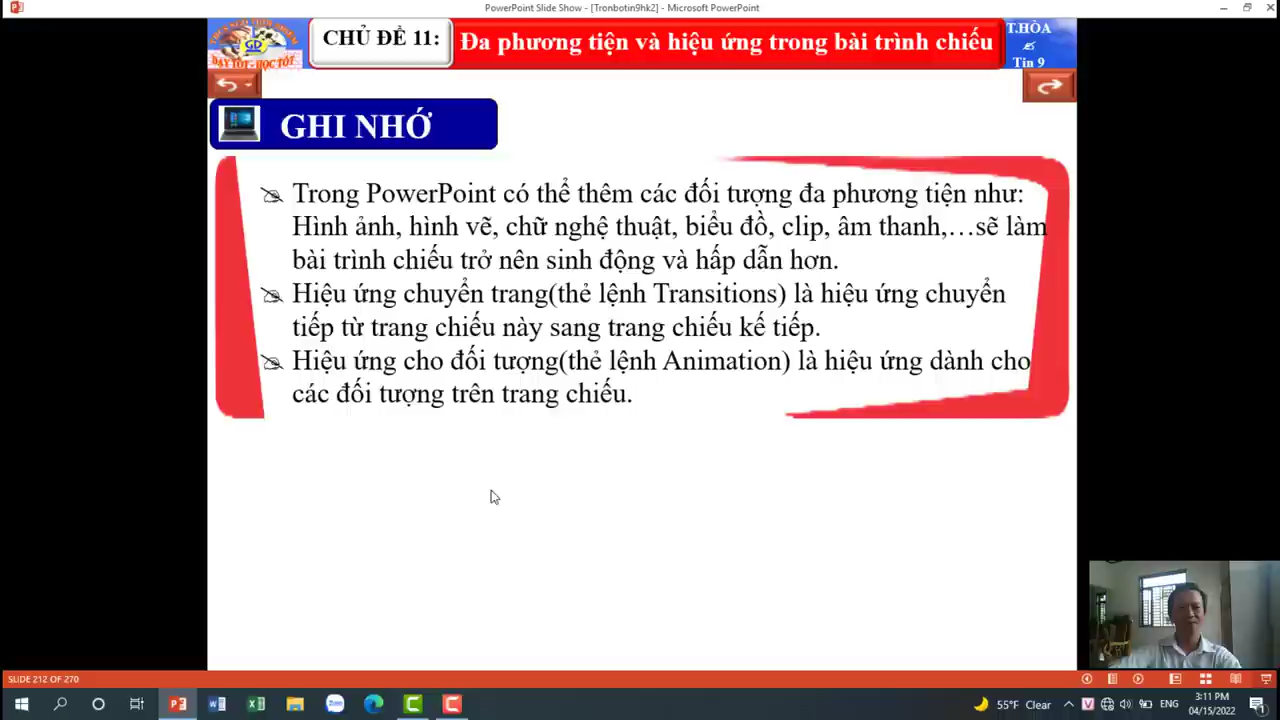 PowerPoint Slide Show - [Tronbotin9hk2] - Microsoft PowerPoint
CHỦ ĐỀ 11:
Đa phương tiện và hiệu ứng trong bài trình chiếu
T.HÒA
Tin 9
DẠY TỐT - HỌC TỐT
GHI NHỚ
Trong PowerPoint có thể thêm các đối tượng đa phương tiện như:
Hình ảnh, hình vẽ, chữ nghệ thuật, biểu đồ, clip, âm thanh,…sẽ làm
bài trình chiếu trở nên sinh động và hấp dẫn hơn.
Hiệu ứng chuyển trang(thẻ lệnh Transitions) là hiệu ứng chuyển
tiếp từ trang chiếu này sang trang chiếu kế tiếp.
Hiệu ứng cho đối tượng(thẻ lệnh Animation) là hiệu ứng dành cho
các đối tượng trên trang chiếu.
SLIDE 212 OF 270
55°F Clear
ENG
3:11 PM
04/15/2022